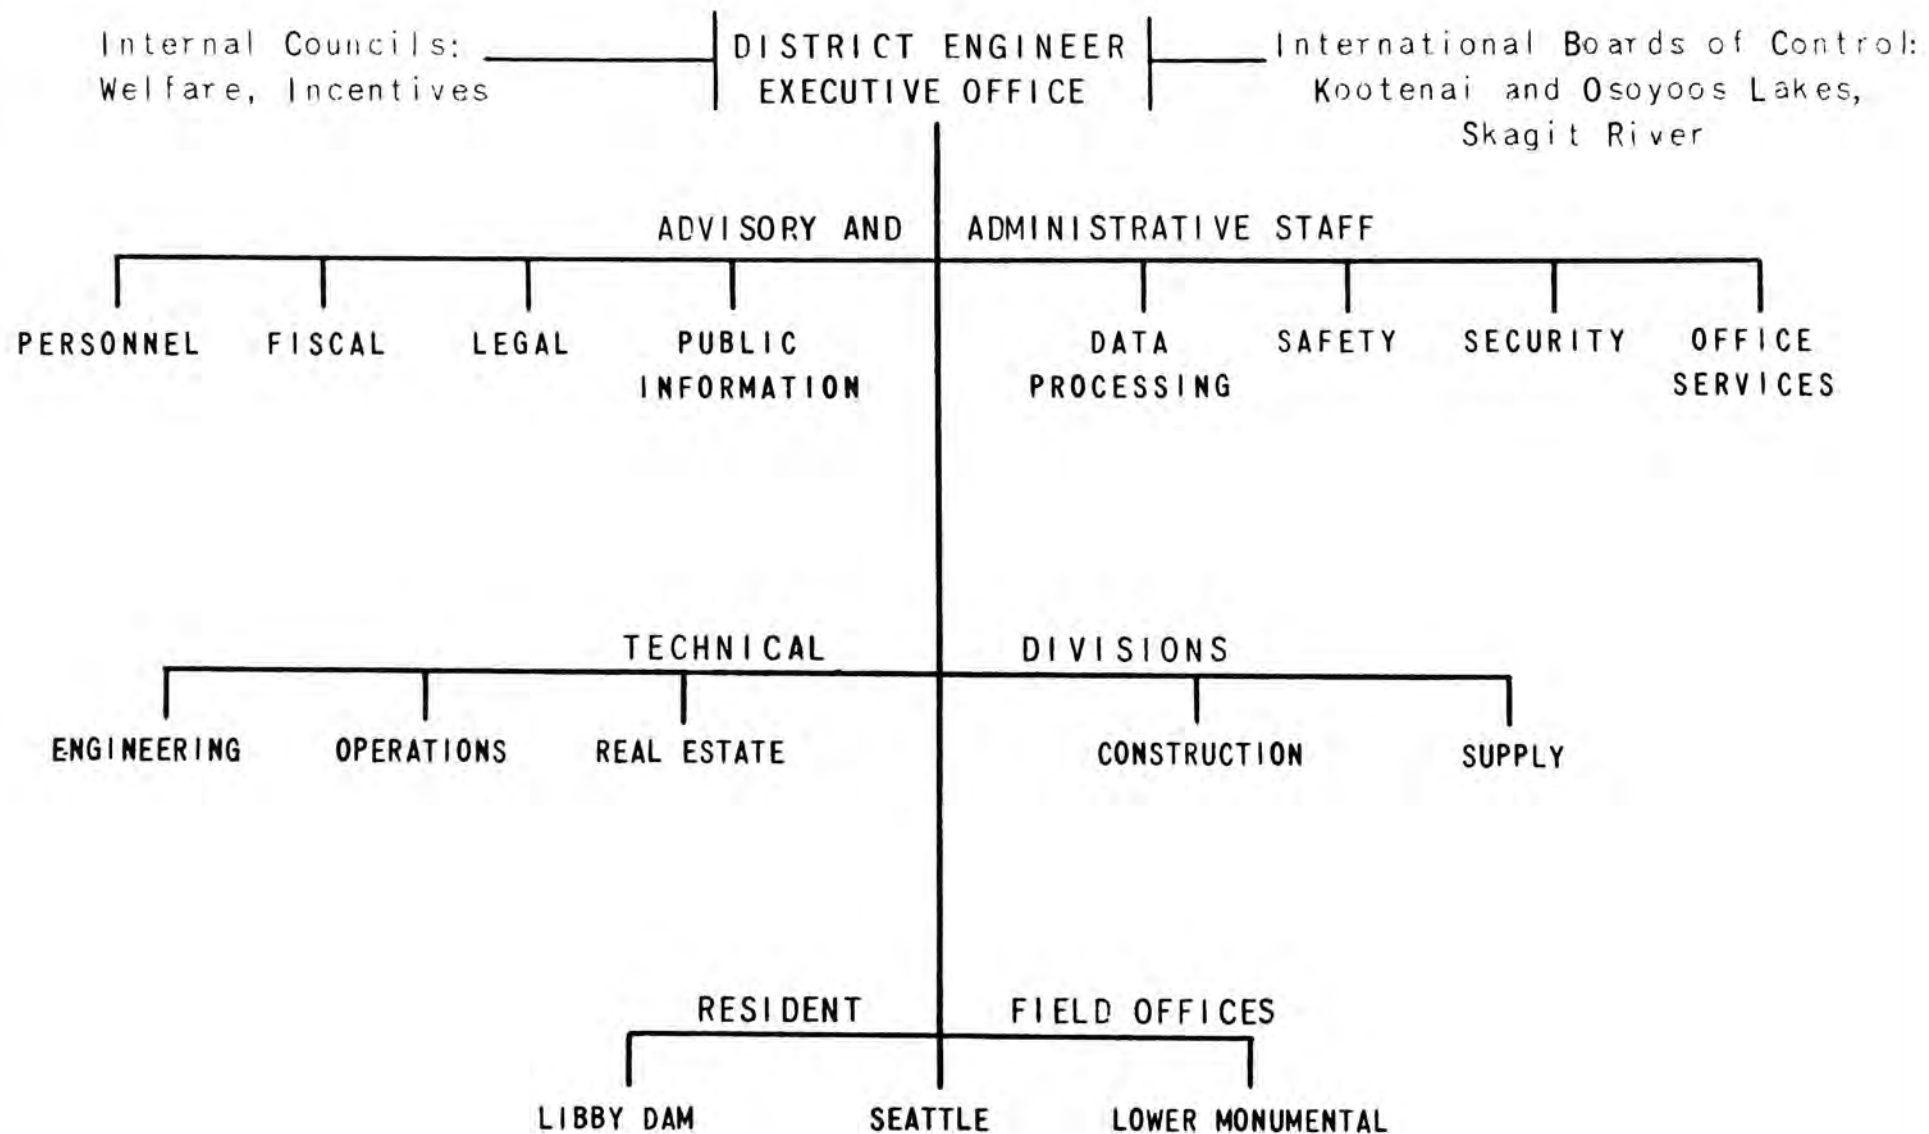 Internal Councils:
Welfare, Incentives
DISTRICT ENGINEER
EXECUTIVE OFFICE
International Boards of Control:
Kootenai and Osoyoos Lakes,
Skagit River
ADVISORY AND ADMINISTRATIVE STAFF
PERSONNEL
FISCAL
LEGAL
PUBLIC
INFORMATION
DATA
PROCESSING
SAFETY
SECURITY
OFFICE
SERVICES
TECHNICAL DIVISIONS
ENGINEERING
OPERATIONS
REAL ESTATE
CONSTRUCTION
SUPPLY
RESIDENT FIELD OFFICES
LIBBY DAM
SEATTLE
LOWER MONUMENTAL